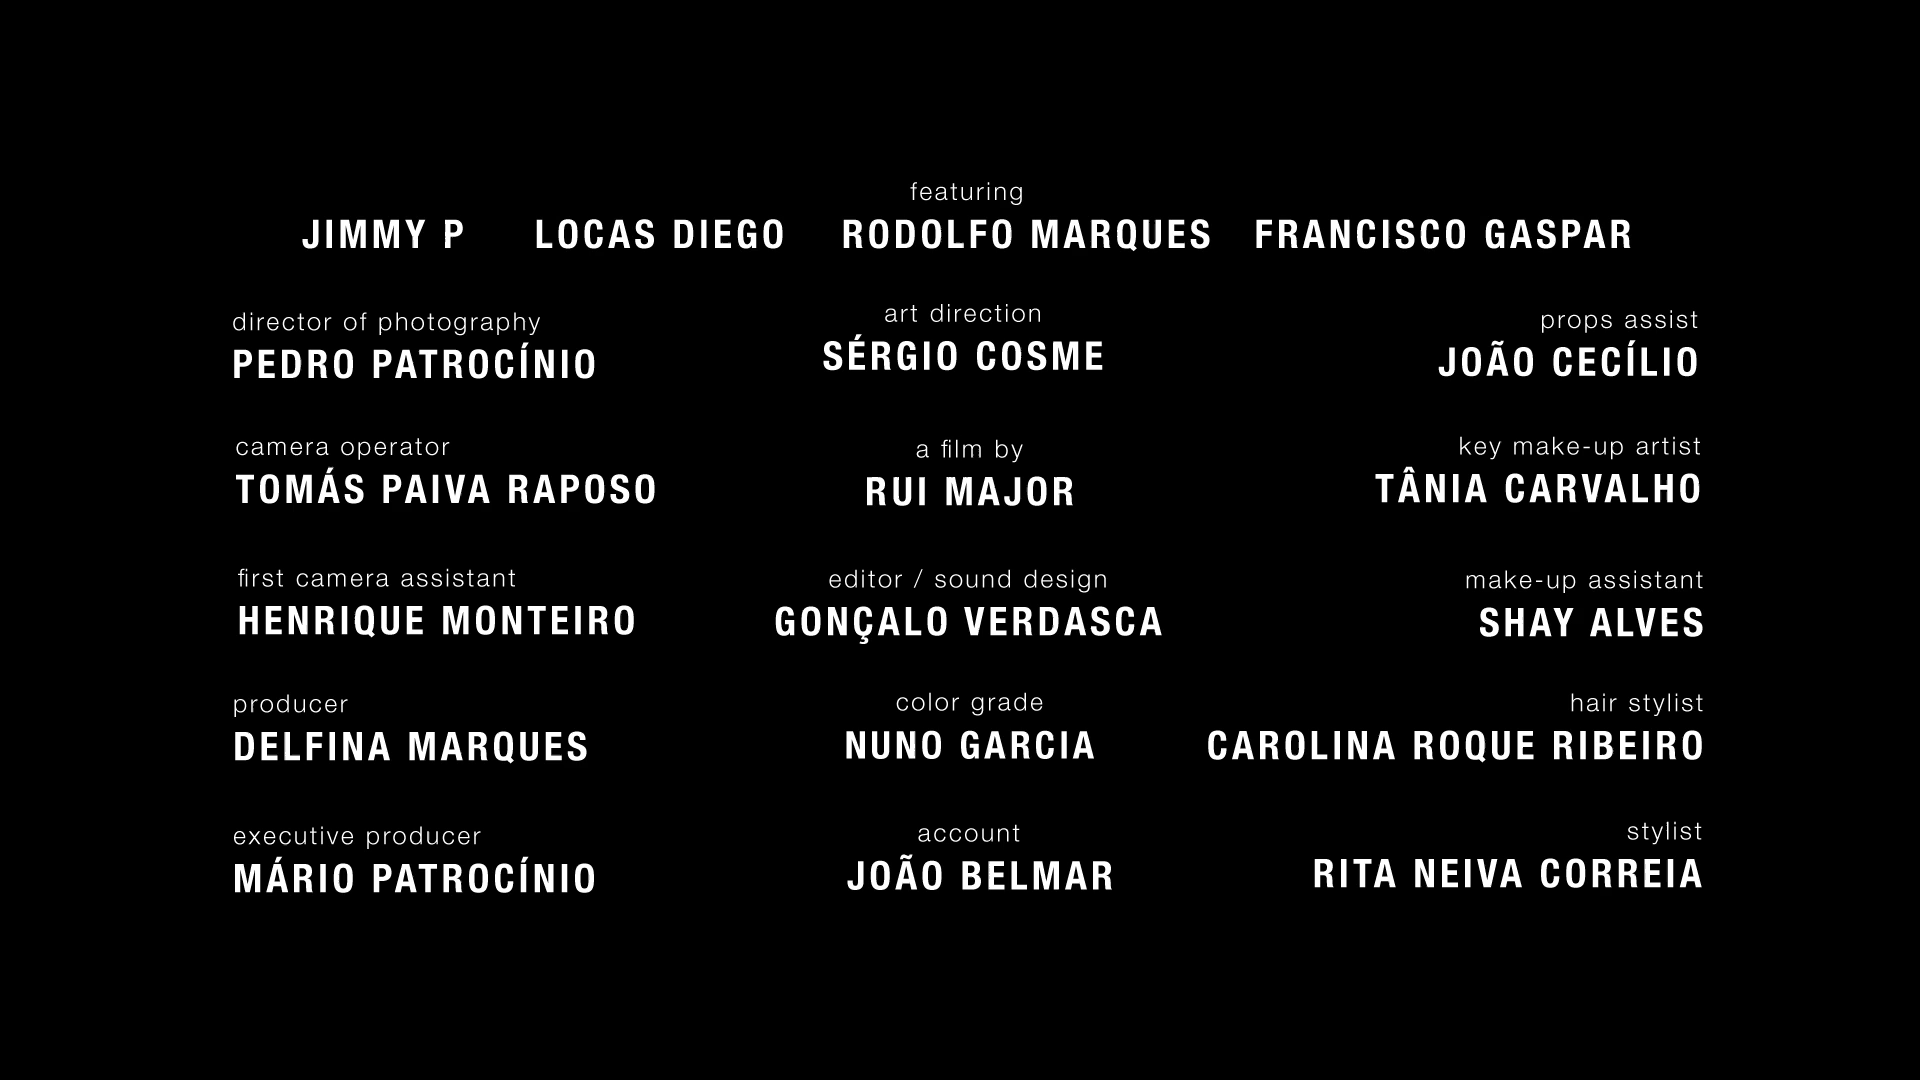 featuring
JIMMY P LOCAS DIEGO RODOLFO MARQUES FRANCISCO GASPAR
director of photography
PEDRO PATROCÍNIO
camera operator
TOMÁS PAIVA RAPOSO
first camera assistant
HENRIQUE MONTEIRO
producer
DELFINA MARQUES
executive producer
MÁRIO PATROCÍNIO
art direction
SÉRGIO COSME
a film by
RUI MAJOR
editor / sound design
GONÇALO VERDASCA
color grade
NUNO GARCIA
account
JOÃO BELMAR
props assist
JOÃO CECÍLIO
key make-up artist
TÂNIA CARVALHO
make-up assistant
SHAY ALVES
hair stylist
CAROLINA ROQUE RIBEIRO
stylist
RITA NEIVA CORREIA